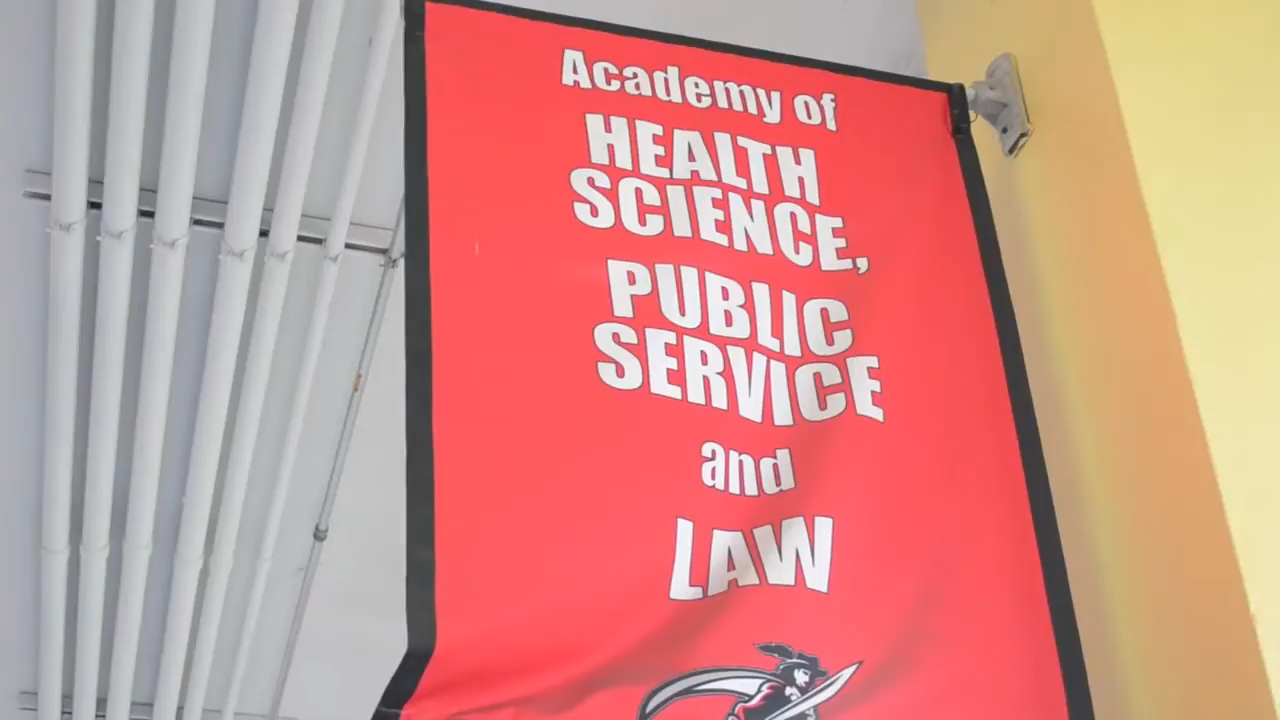 Academy of
HEALTH
SCIENCE,
PUBLIC
SERVICE
and
LAW